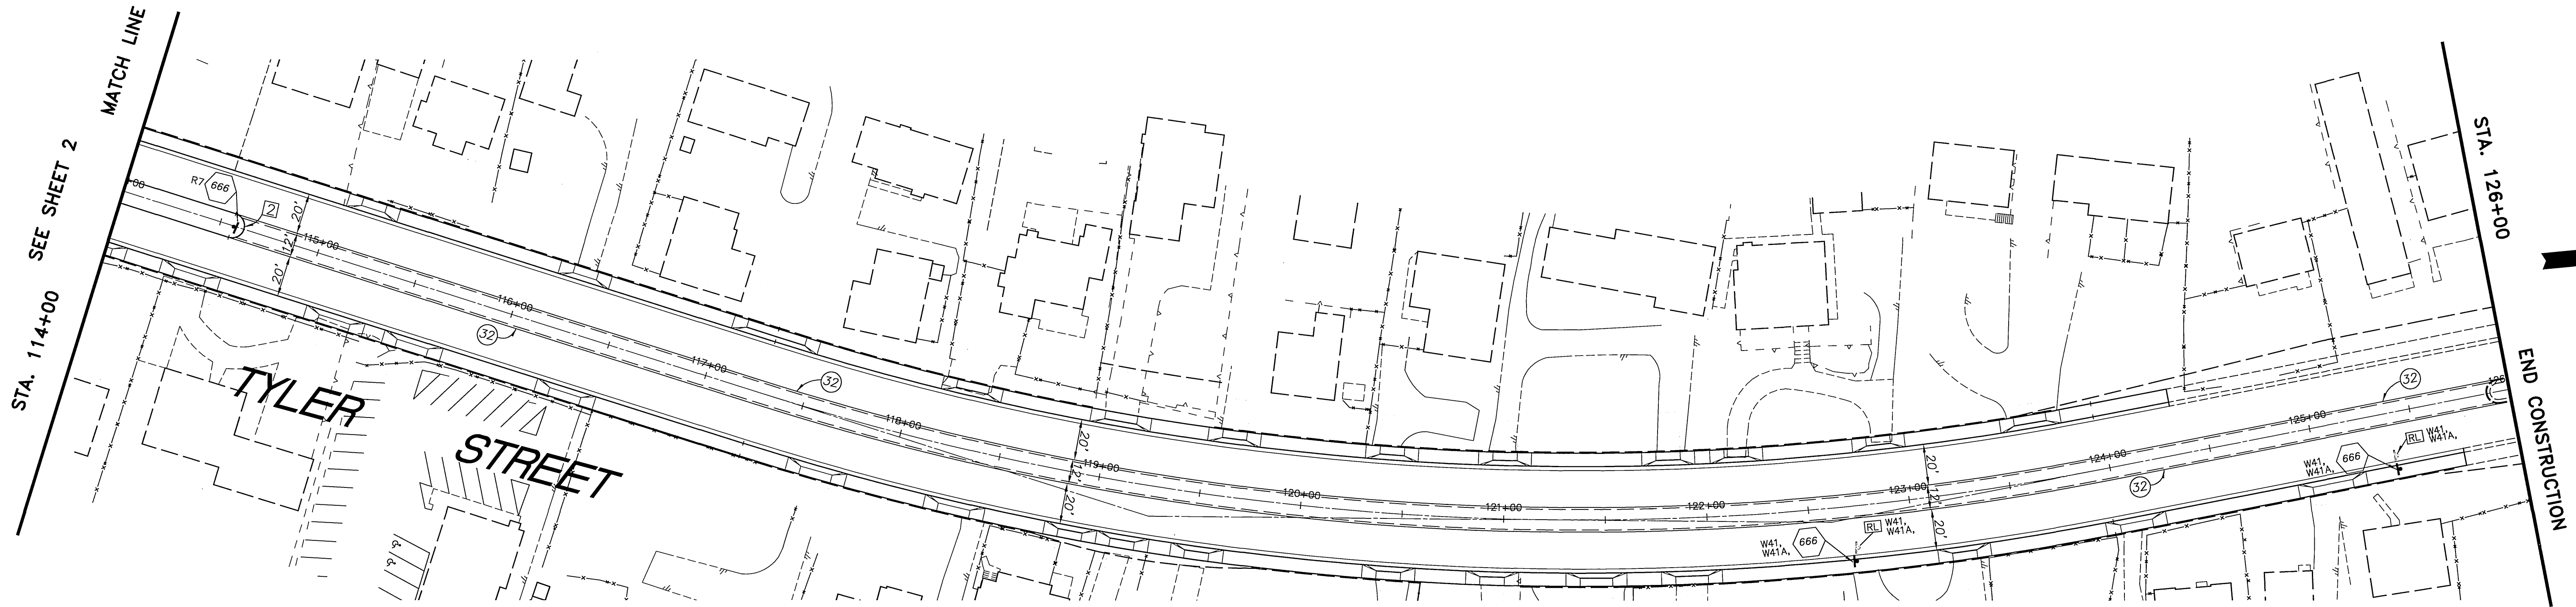 MATCH LINE
SEE SHEET 2
STA. 114+00
00
R7
666
2
20'
12'
20'
115+00
116+00
32
117+00
32
118+00
119+00
20'
12'
20'
120+00
121+00
122+00
123+00
20'
12'
20'
124+00
125+00
126
32
32
TYLER
STREET
W41,
W41A,
666
RL
W41,
W41A,
W41,
W41A,
666
RL
W41,
W41A,
STA. 126+00
END CONSTRUCTION